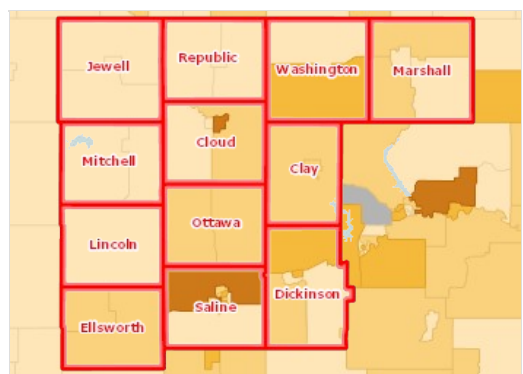 Jewell
Republic
Washington
Marshall
Mitchell
Cloud
Clay
Lincoln
Ottawa
Ellsworth
Saline
Dickinson